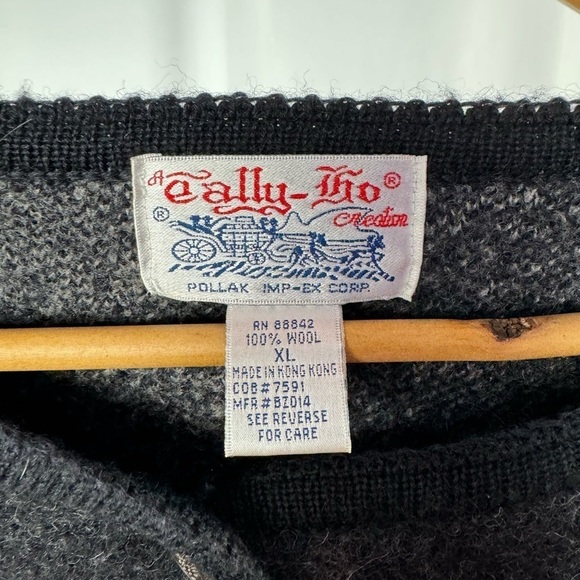 A Tally-Ho®
® Creation
POLLAK IMP-EX CORP.
RN 88842
100% WOOL
XL
MADE IN HONG KONG
COB#7591
MFR#BZ014
SEE REVERSE
FOR CARE